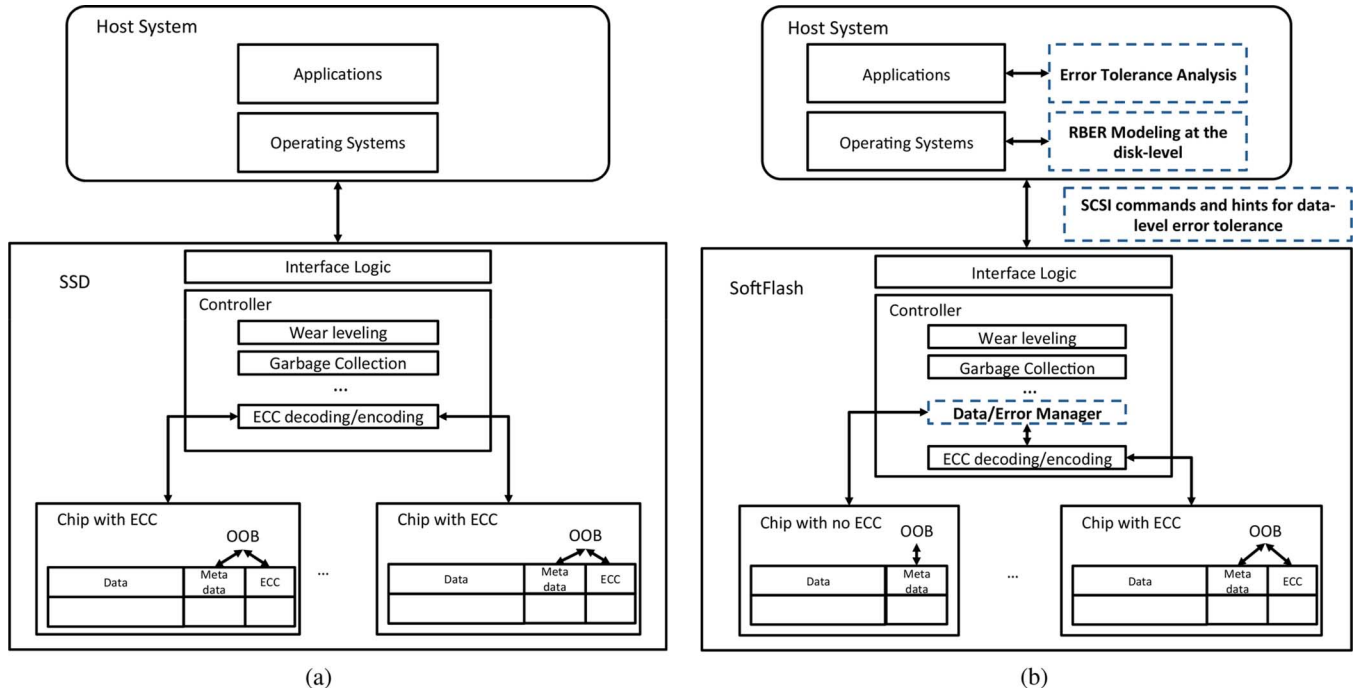 Host System
Applications
Operating Systems
SSD
Interface Logic
Controller
Wear leveling
Garbage Collection
...
ECC decoding/encoding
Chip with ECC
OOB
Data
Meta
data
ECC
...
Chip with ECC
OOB
Data
Meta
data
ECC
(a)
Host System
Applications
Error Tolerance Analysis
Operating Systems
RBER Modeling at the
disk-level
SCSI commands and hints for data-
level error tolerance
SoftFlash
Interface Logic
Controller
Wear leveling
Garbage Collection
...
Data/Error Manager
ECC decoding/encoding
Chip with no ECC
OOB
Data
Meta
data
...
Chip with ECC
OOB
Data
Meta
data
ECC
(b)